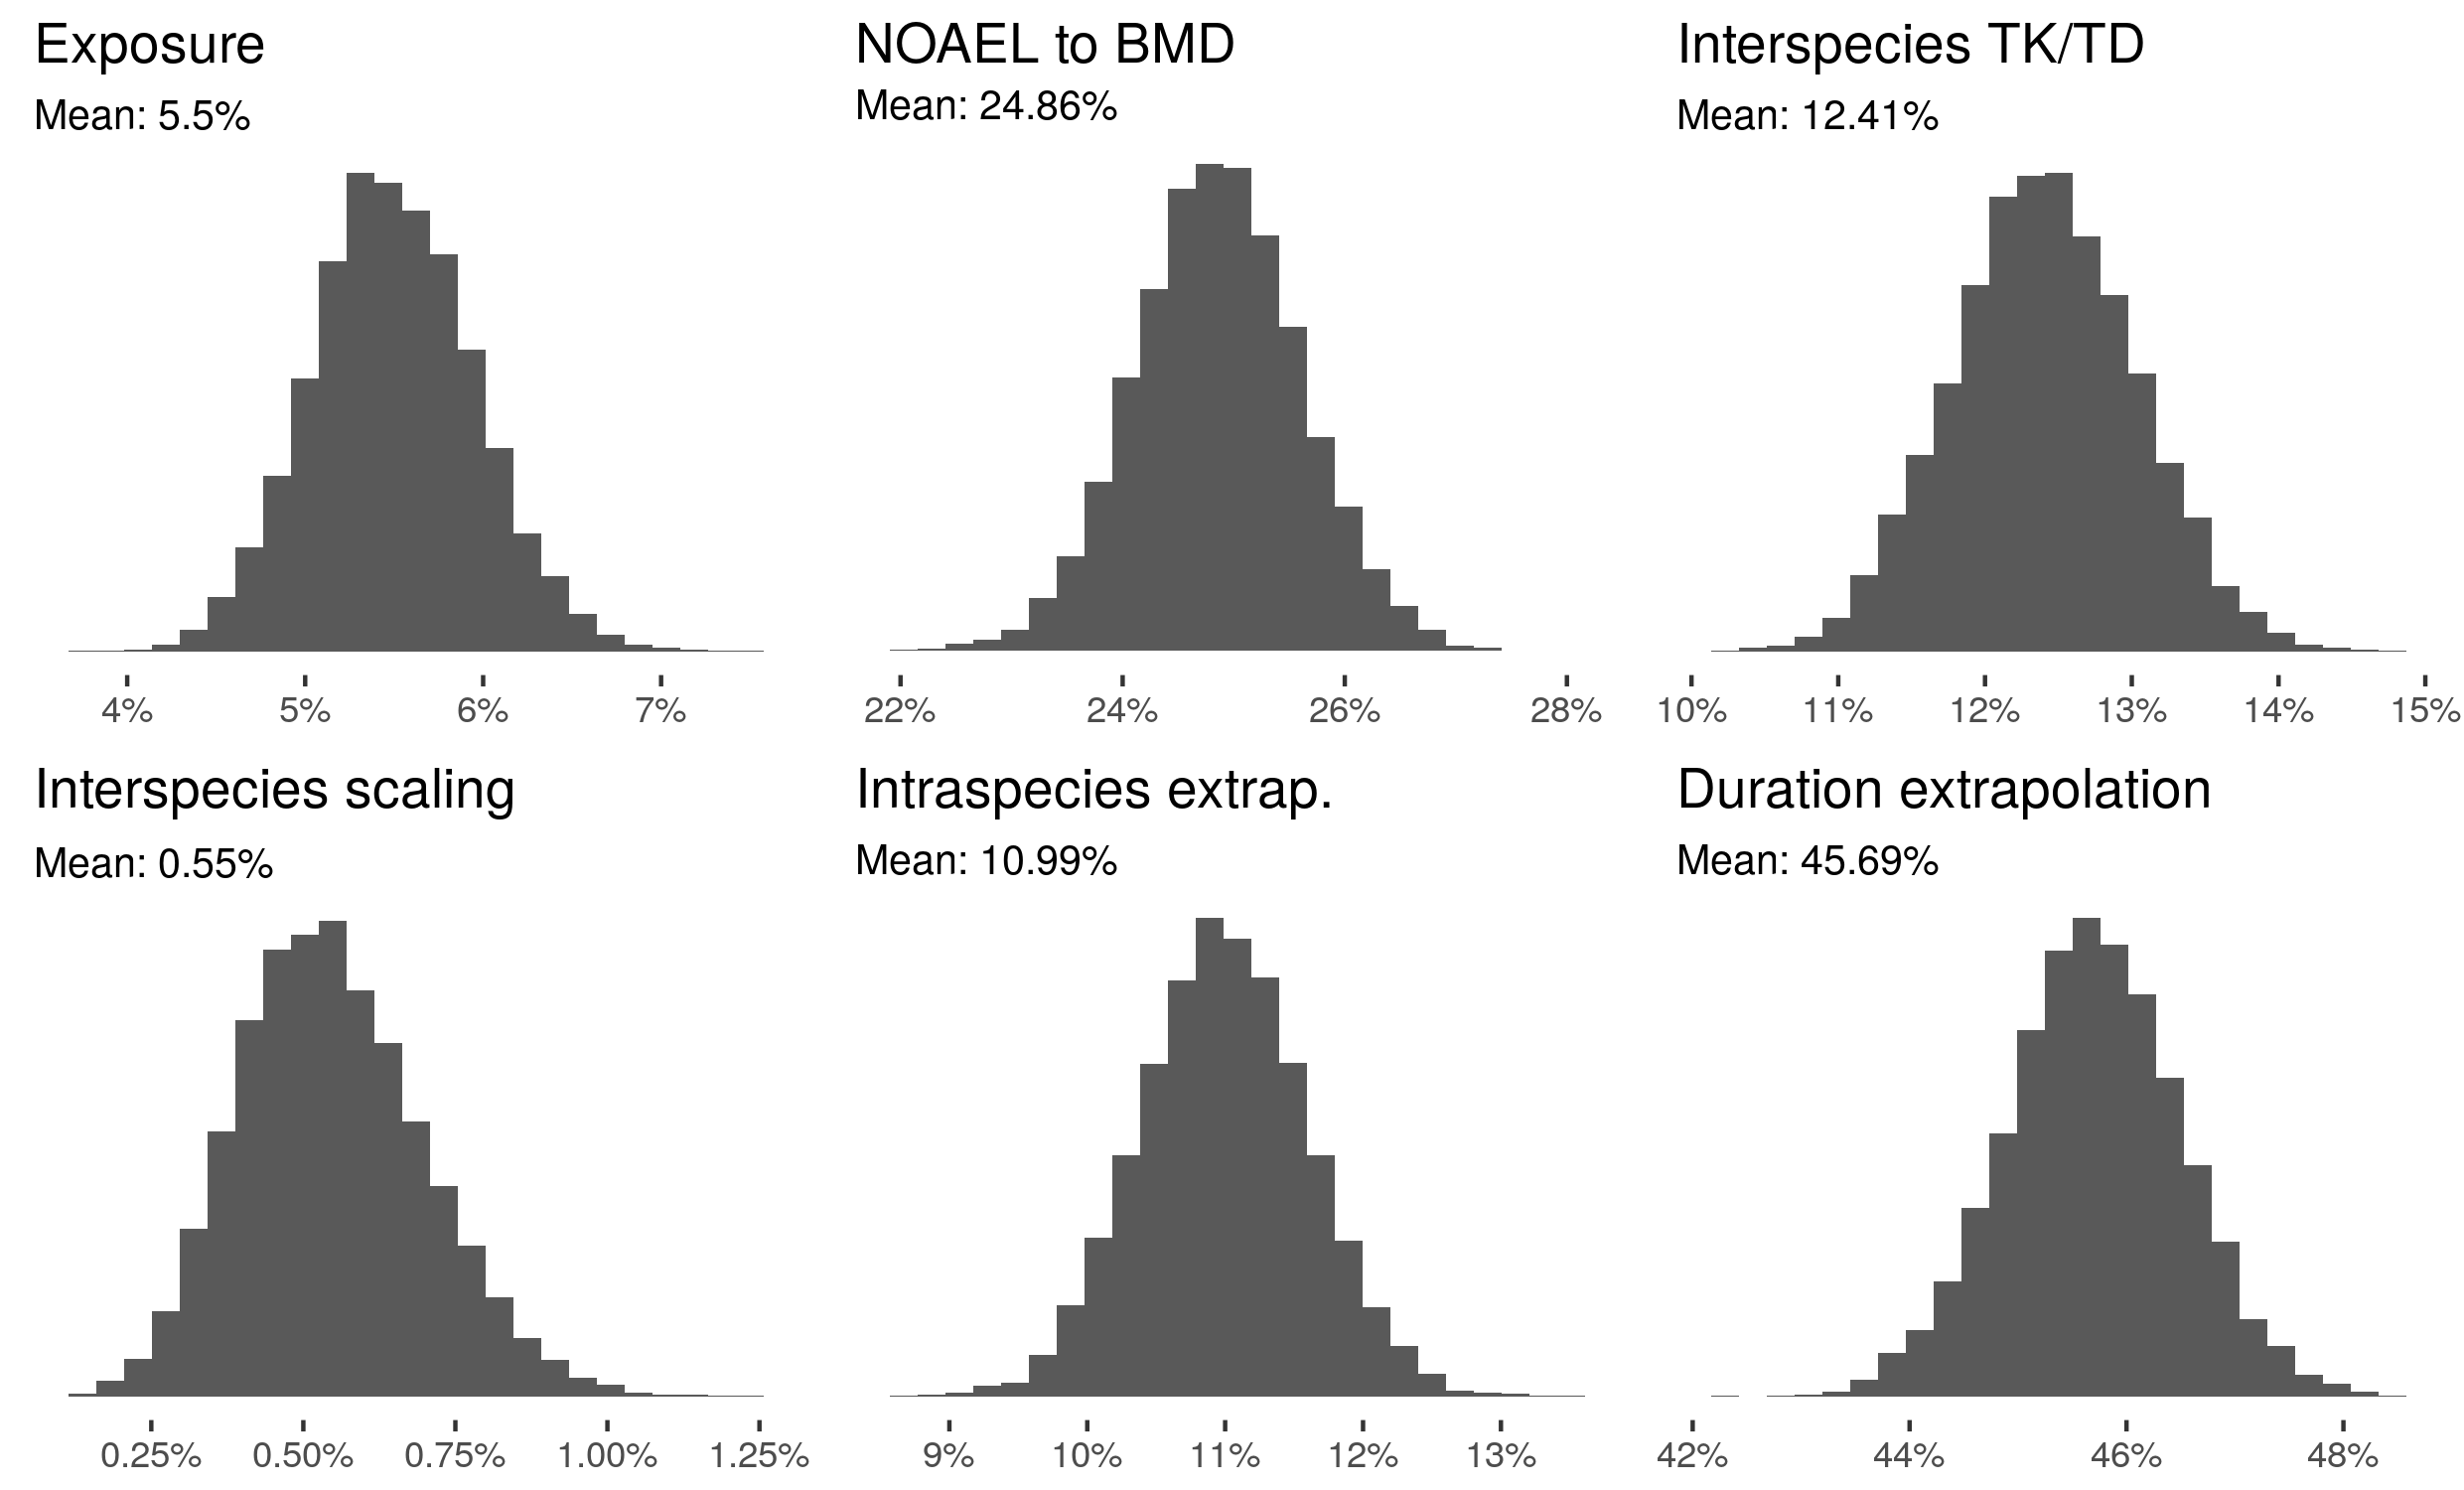 Exposure
Mean: 5.5%
4% 5% 6% 7%
NOAEL to BMD
Mean: 24.86%
22% 24% 26% 28%
Interspecies TK/TD
Mean: 12.41%
10% 11% 12% 13% 14% 15%
Interspecies scaling
Mean: 0.55%
0.25% 0.50% 0.75% 1.00% 1.25%
Intraspecies extrap.
Mean: 10.99%
9% 10% 11% 12% 13%
Duration extrapolation
Mean: 45.69%
42% 44% 46% 48%